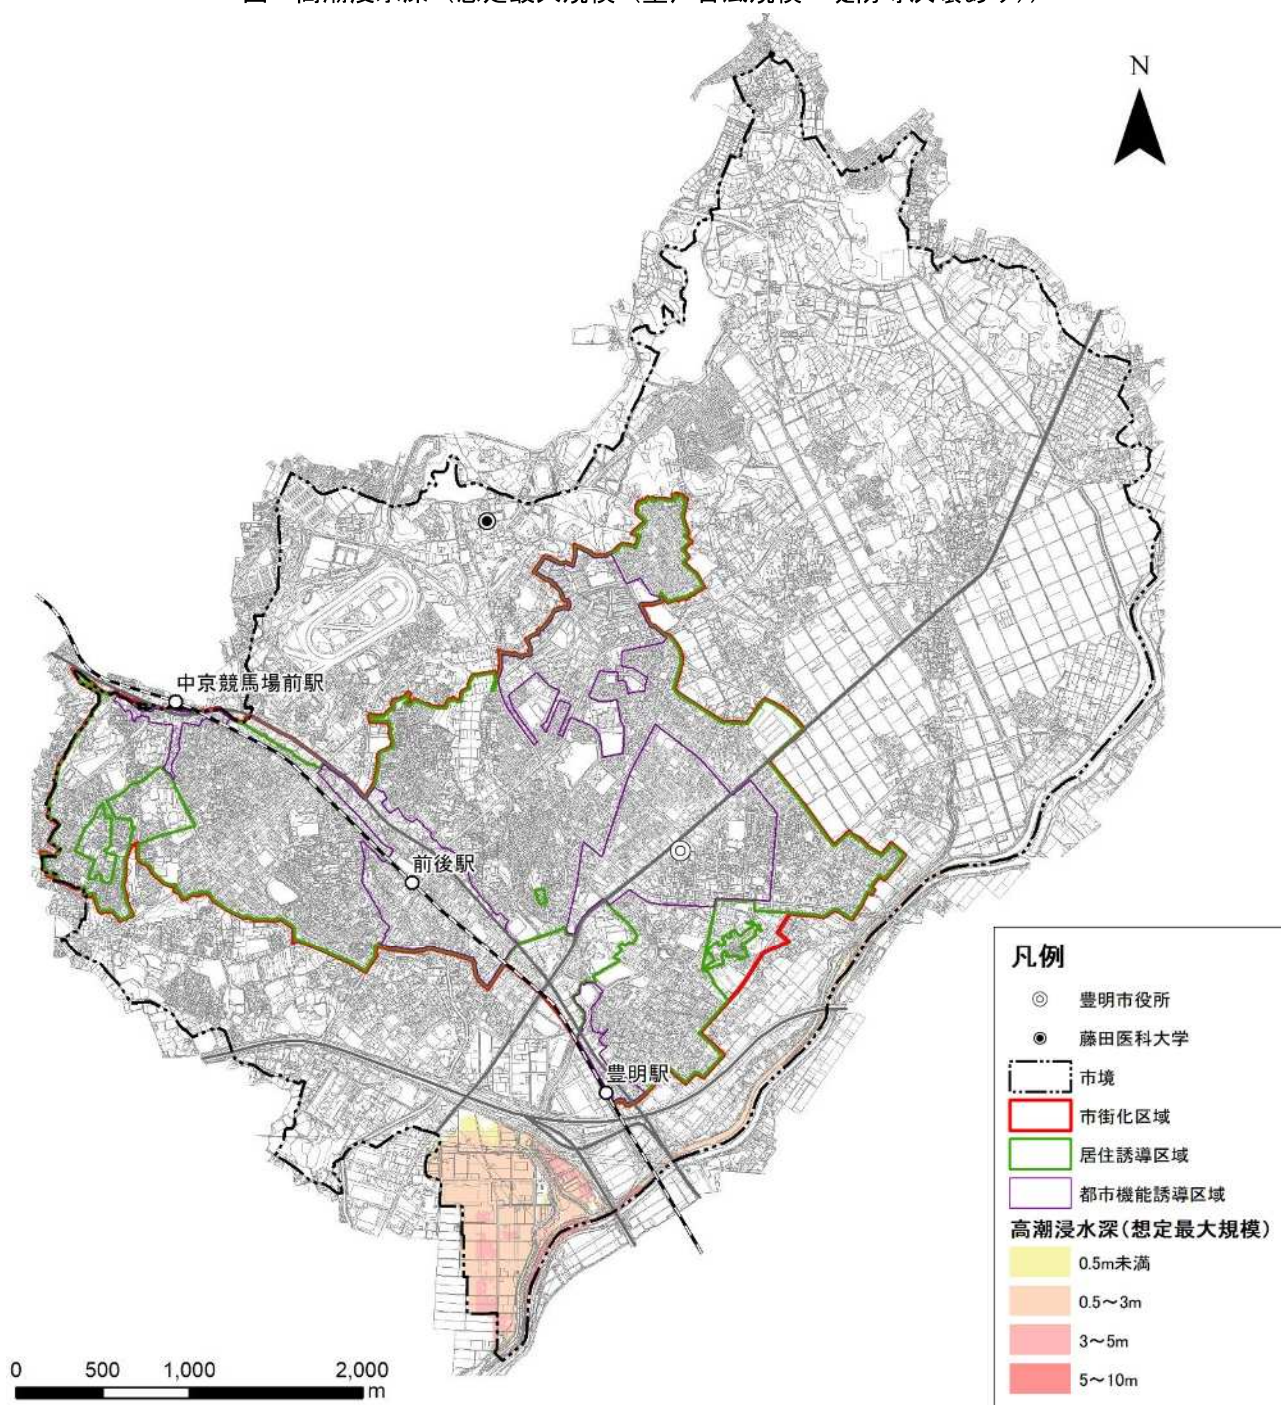 N
中京競馬場前駅
前後駅
豊明駅
凡例
豊明市役所
藤田医科大学
市境
市街化区域
居住誘導区域
都市機能誘導区域
高潮浸水深(想定最大規模)
0.5m未満
0.5～3m
3～5m
5～10m
0 500 1,000 2,000
m